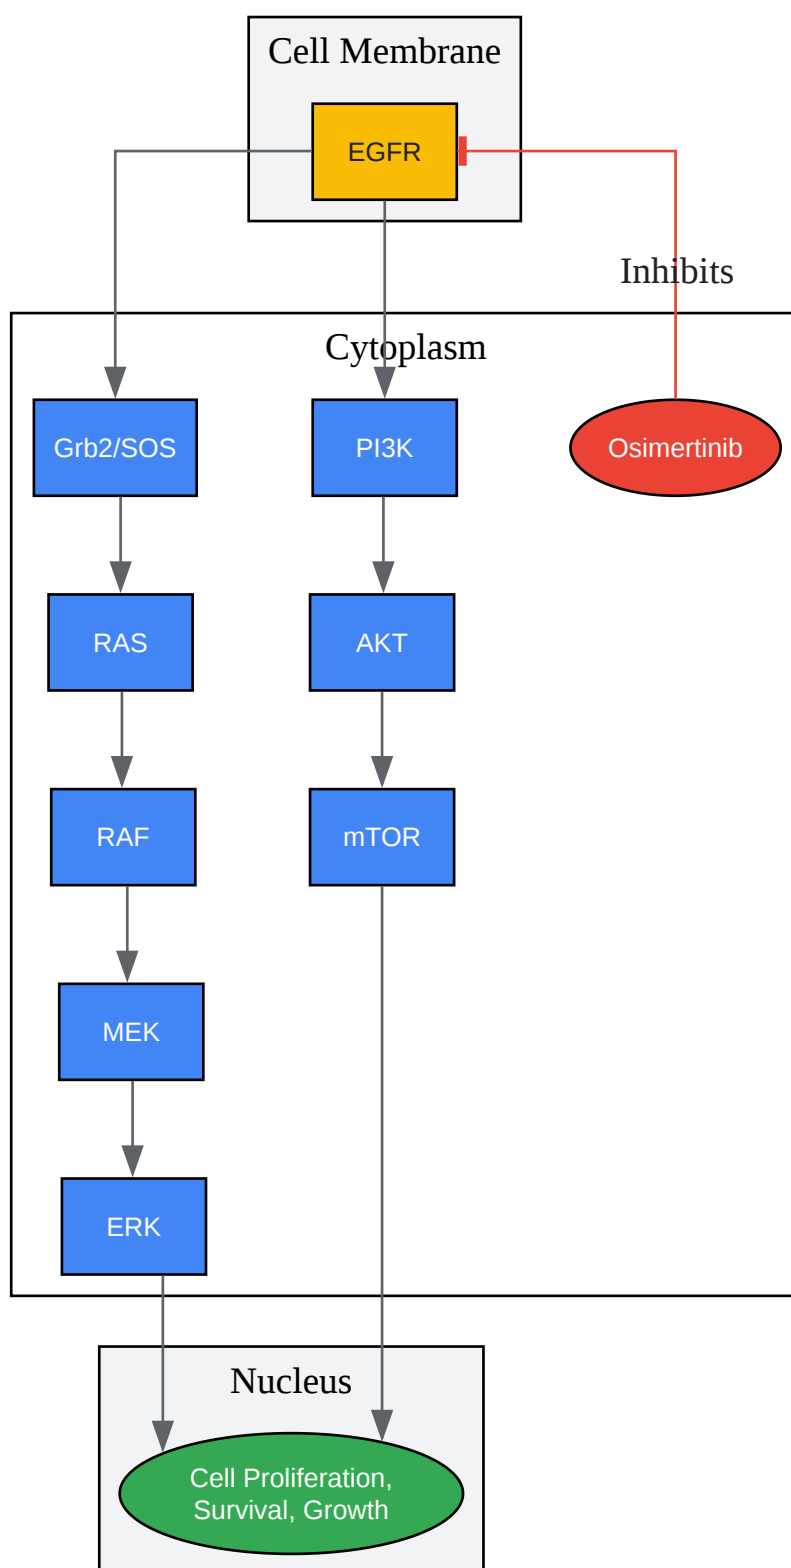 Cell Membrane
EGFR
Inhibits
Cytoplasm
Grb2/SOS
PI3K
Osimertinib
RAS
AKT
RAF
mTOR
MEK
ERK
Nucleus
Cell Proliferation,
Survival, Growth